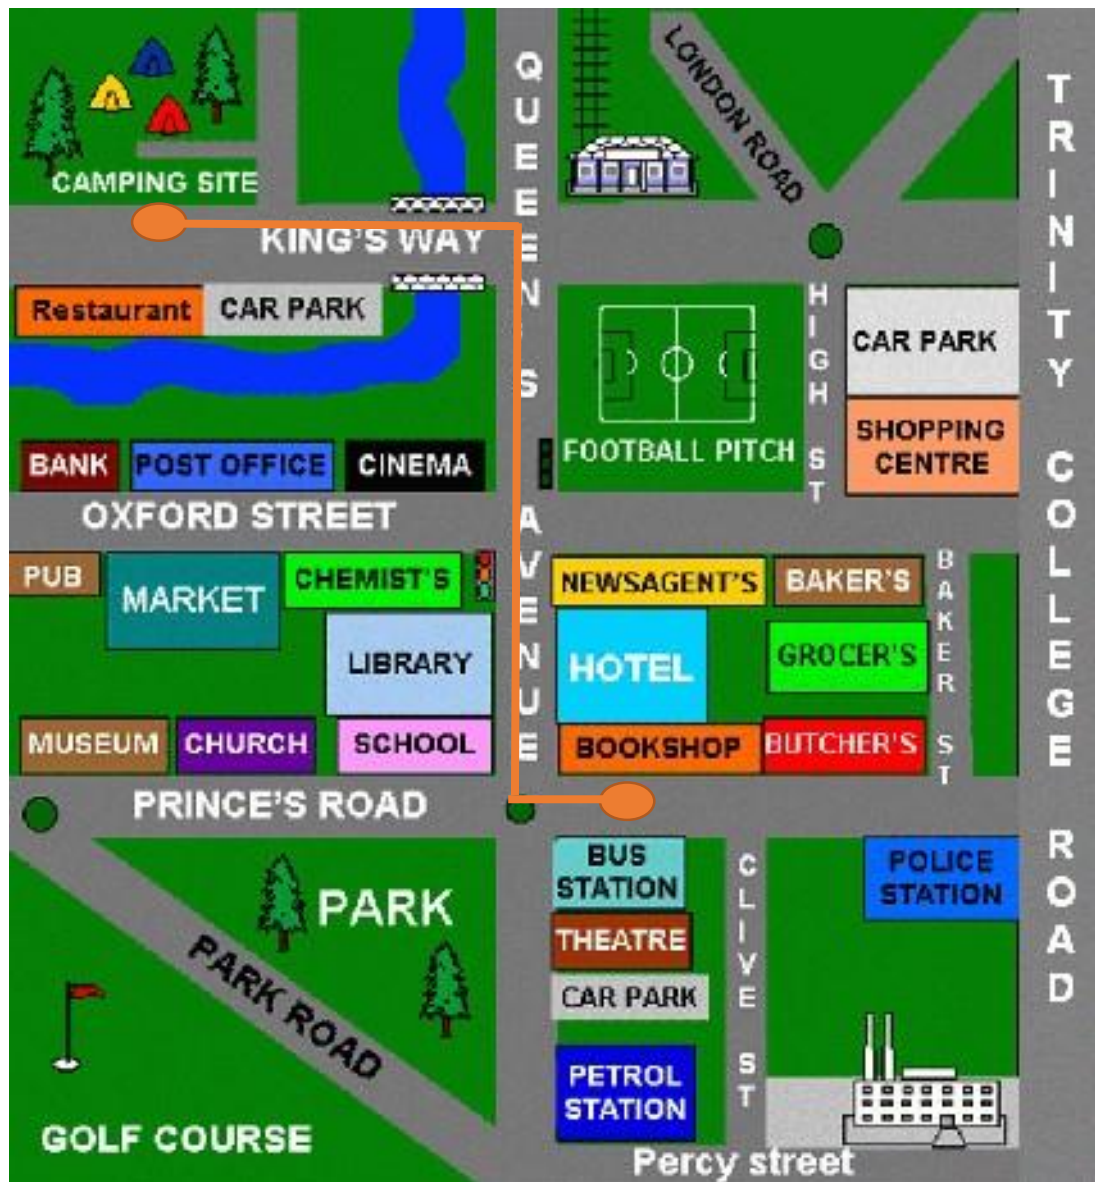 QUEEN'S AVENUE
LONDON ROAD
TRINITY COLLEGE ROAD
CAMPING SITE
KING'S WAY
Restaurant
CAR PARK
HIGH ST
CAR PARK
FOOTBALL PITCH
SHOPPING
CENTRE
BANK
POST OFFICE
CINEMA
OXFORD STREET
PUB
MARKET
CHEMIST'S
NEWSAGENT'S
BAKER'S
BAKER ST
LIBRARY
HOTEL
GROCER'S
MUSEUM
CHURCH
SCHOOL
BOOKSHOP
BUTCHER'S
PRINCE'S ROAD
BUS
STATION
CLIVE ST
POLICE
STATION
PARK
THEATRE
PARK ROAD
CAR PARK
PETROL
STATION
GOLF COURSE
Percy street